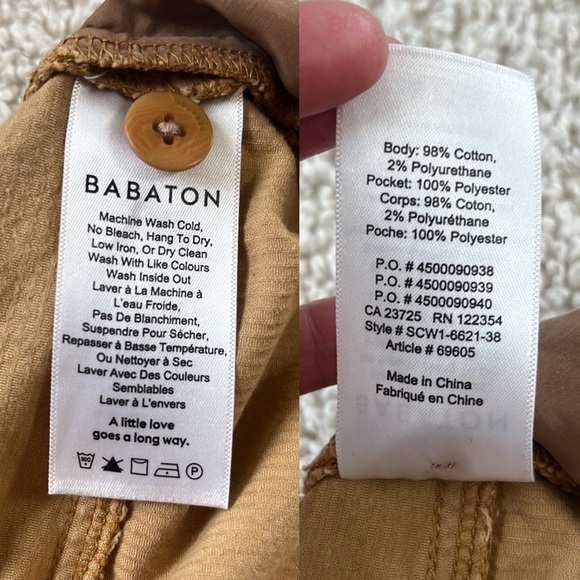 BABATON
Machine Wash Cold,
No Bleach, Hang To Dry,
Low Iron, Or Dry Clean
Wash With Like Colours
Wash Inside Out
Laver À La Machine à
L'eau Froide,
Pas De Blanchiment,
Suspendre Pour Sécher,
Repasser à Basse Température,
Ou Nettoyer à Sec
Laver Avec Des Couleurs
Semblables
Laver à L'envers
A little love
goes a long way.
30C
P
Body: 98% Cotton,
2% Polyurethane
Pocket: 100% Polyester
Corps: 98% Coton,
2% Polyuréthane
Poche: 100% Polyester
P.O. # 4500090938
P.O. # 4500090939
P.O. # 4500090940
CA 23725 RN 122354
Style # SCW1-6621-38
Article # 69605
Made in China
Fabriqué en Chine